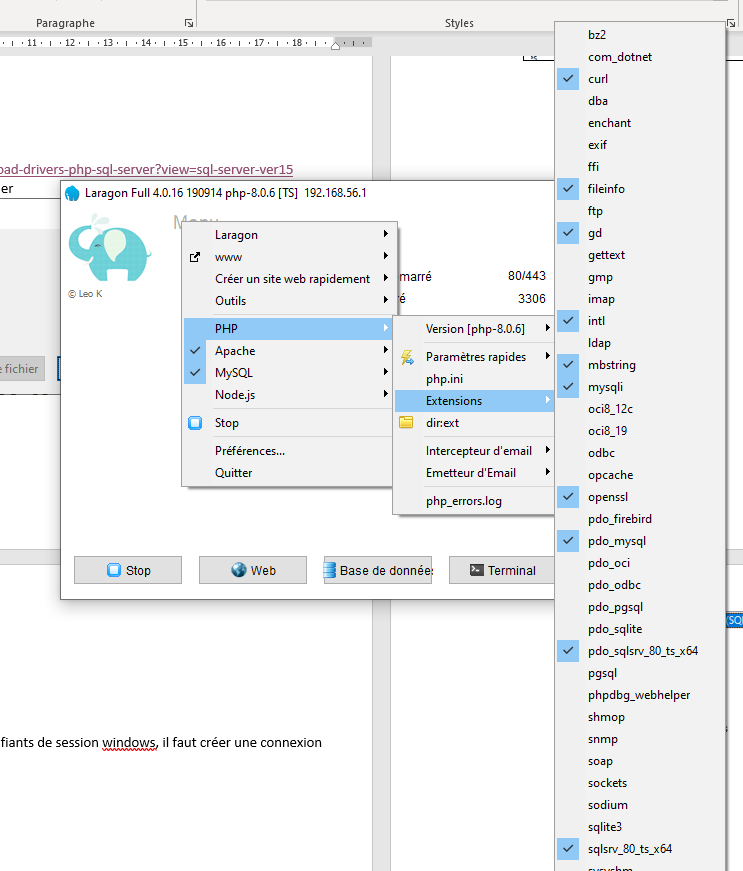 Paragraphe
Styles
11 12 13 14 15 16 17 18
oad-drivers-php-sql-server?view=sql-server-ver15
er
Laragon Full 4.0.16 190914 php-8.0.6 [TS] 192.168.56.1
Menu
© Leo K
marré 80/443
é 3306
e fichier
Laragon
www
Créer un site web rapidement
Outils
PHP
Apache
MySQL
Node.js
Stop
Préférences...
Quitter
Version [php-8.0.6]
Paramètres rapides
php.ini
Extensions
dir:ext
Intercepteur d'email
Emetteur d'Email
php_errors.log
Stop
Web
Base de donnée
Terminal
bz2
com_dotnet
curl
dba
enchant
exif
ffi
fileinfo
ftp
gd
gettext
gmp
imap
intl
ldap
mbstring
mysqli
oci8_12c
oci8_19
odbc
opcache
openssl
pdo_firebird
pdo_mysql
pdo_oci
pdo_odbc
pdo_pgsql
pdo_sqlite
pdo_sqlsrv_80_ts_x64
pgsql
phpdbg_webhelper
shmop
snmp
soap
sockets
sodium
sqlite3
sqlsrv_80_ts_x64
sysvshm
(SQ
fiants de session windows, il faut créer une connexion